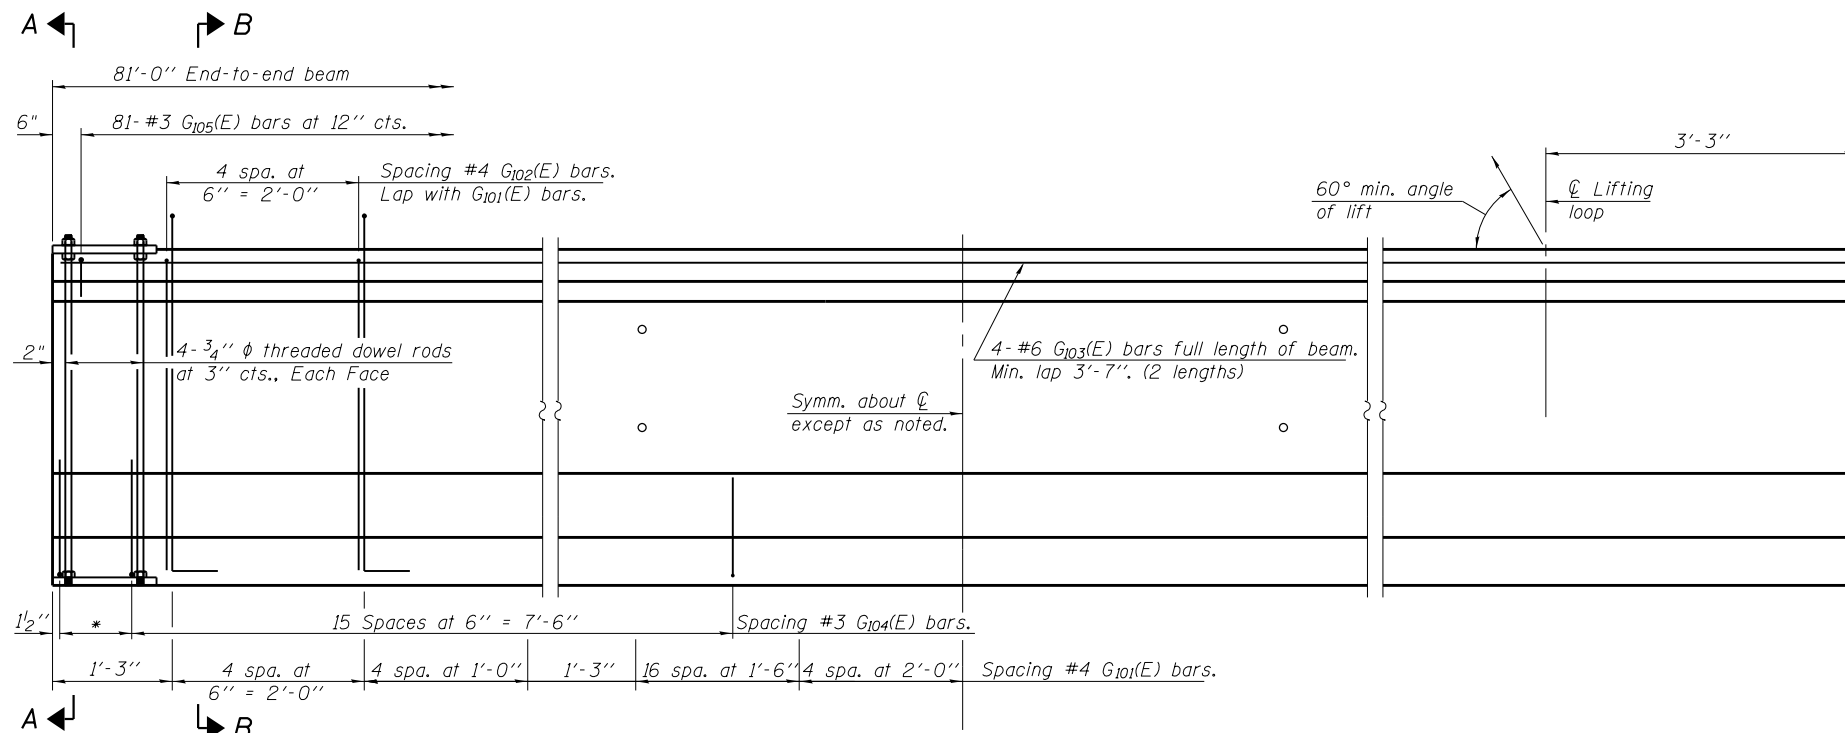 A B
81'-0" End-to-end beam
6" 81-#3 G105(E) bars at 12" cts.
3'-3"
4 spa. at
6" = 2'-0"
Spacing #4 G102(E) bars.
Lap with G101(E) bars.
60° min. angle
of lift
℄ Lifting
loop
2"
4-3/4" ϕ threaded dowel rods
at 3" cts., Each Face
4-#6 G103(E) bars full length of beam.
Min. lap 3'-7". (2 lengths)
Symm. about ℄
except as noted.
1 1/2" * 15 Spaces at 6" = 7'-6" Spacing #3 G104(E) bars.
1'-3"
4 spa. at
6" = 2'-0"
4 spa. at 1'-0" 1'-3" 16 spa. at 1'-6" 4 spa. at 2'-0" Spacing #4 G101(E) bars.
A B